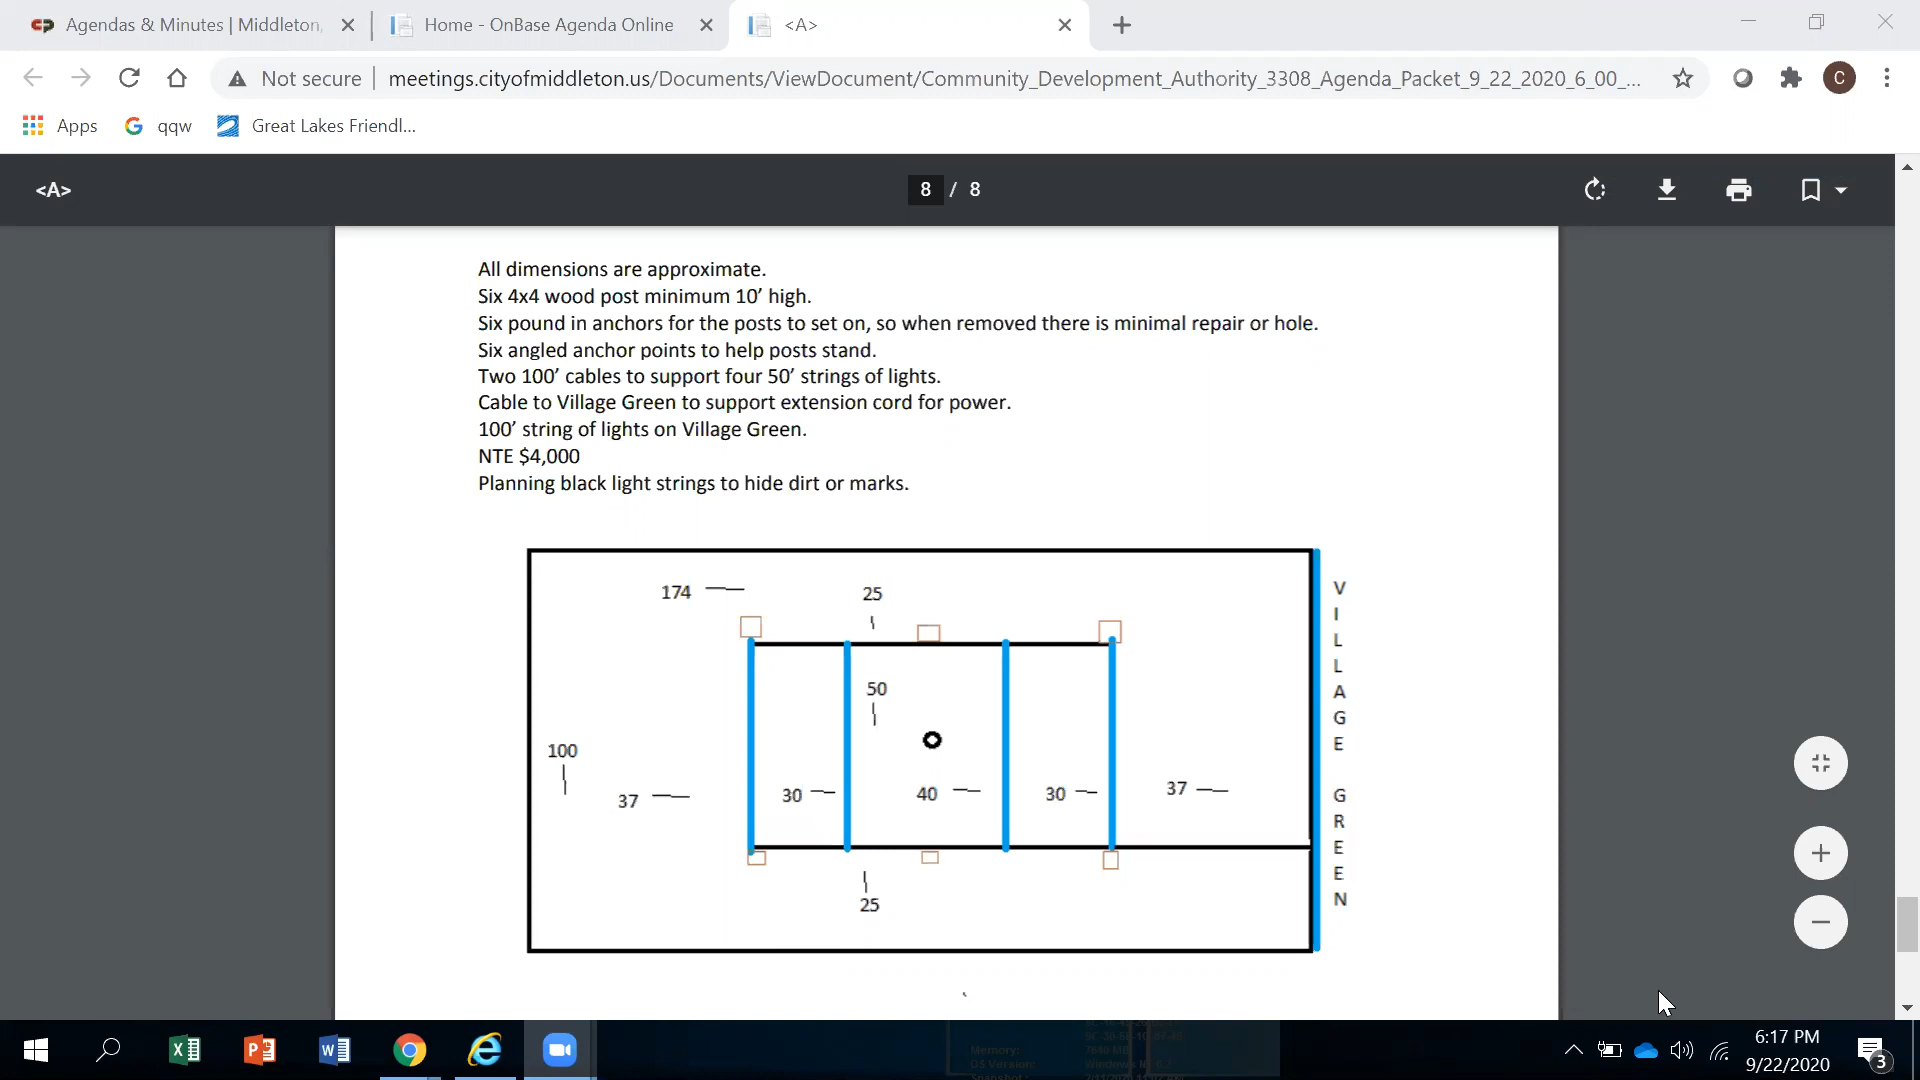 Agendas & Minutes | Middleton,
Home - OnBase Agenda Online
<A>
Not secure
meetings.cityofmiddleton.us/Documents/ViewDocument/Community_Development_Authority_3308_Agenda_Packet_9_22_2020_6_00_...
C
Apps
qqw
Great Lakes Friendl...
<A>
8 / 8
All dimensions are approximate.
Six 4x4 wood post minimum 10’ high.
Six pound in anchors for the posts to set on, so when removed there is minimal repair or hole.
Six angled anchor points to help posts stand.
Two 100’ cables to support four 50’ strings of lights.
Cable to Village Green to support extension cord for power.
100’ string of lights on Village Green.
NTE $4,000
Planning black light strings to hide dirt or marks.
174
25
50
100
37
30
40
30
37
25
VILLAGE GREEN
6:17 PM
9/22/2020
3
Memory:
OS Version: